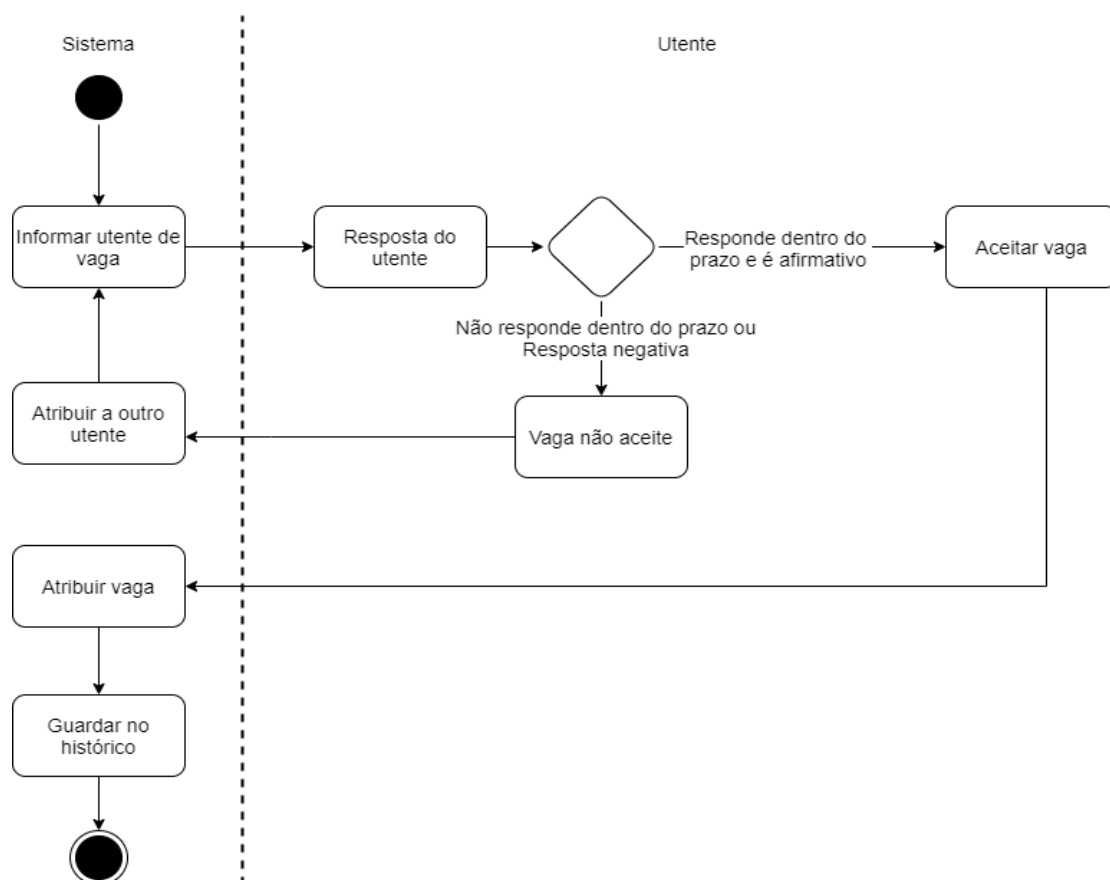 Sistema
Utente
Informar utente de
vaga
Resposta do
utente
Responde dentro do
prazo e é afirmativo
Aceitar vaga
Não responde dentro do prazo ou
Resposta negativa
Atribuir a outro
utente
Vaga não aceite
Atribuir vaga
Guardar no
histórico